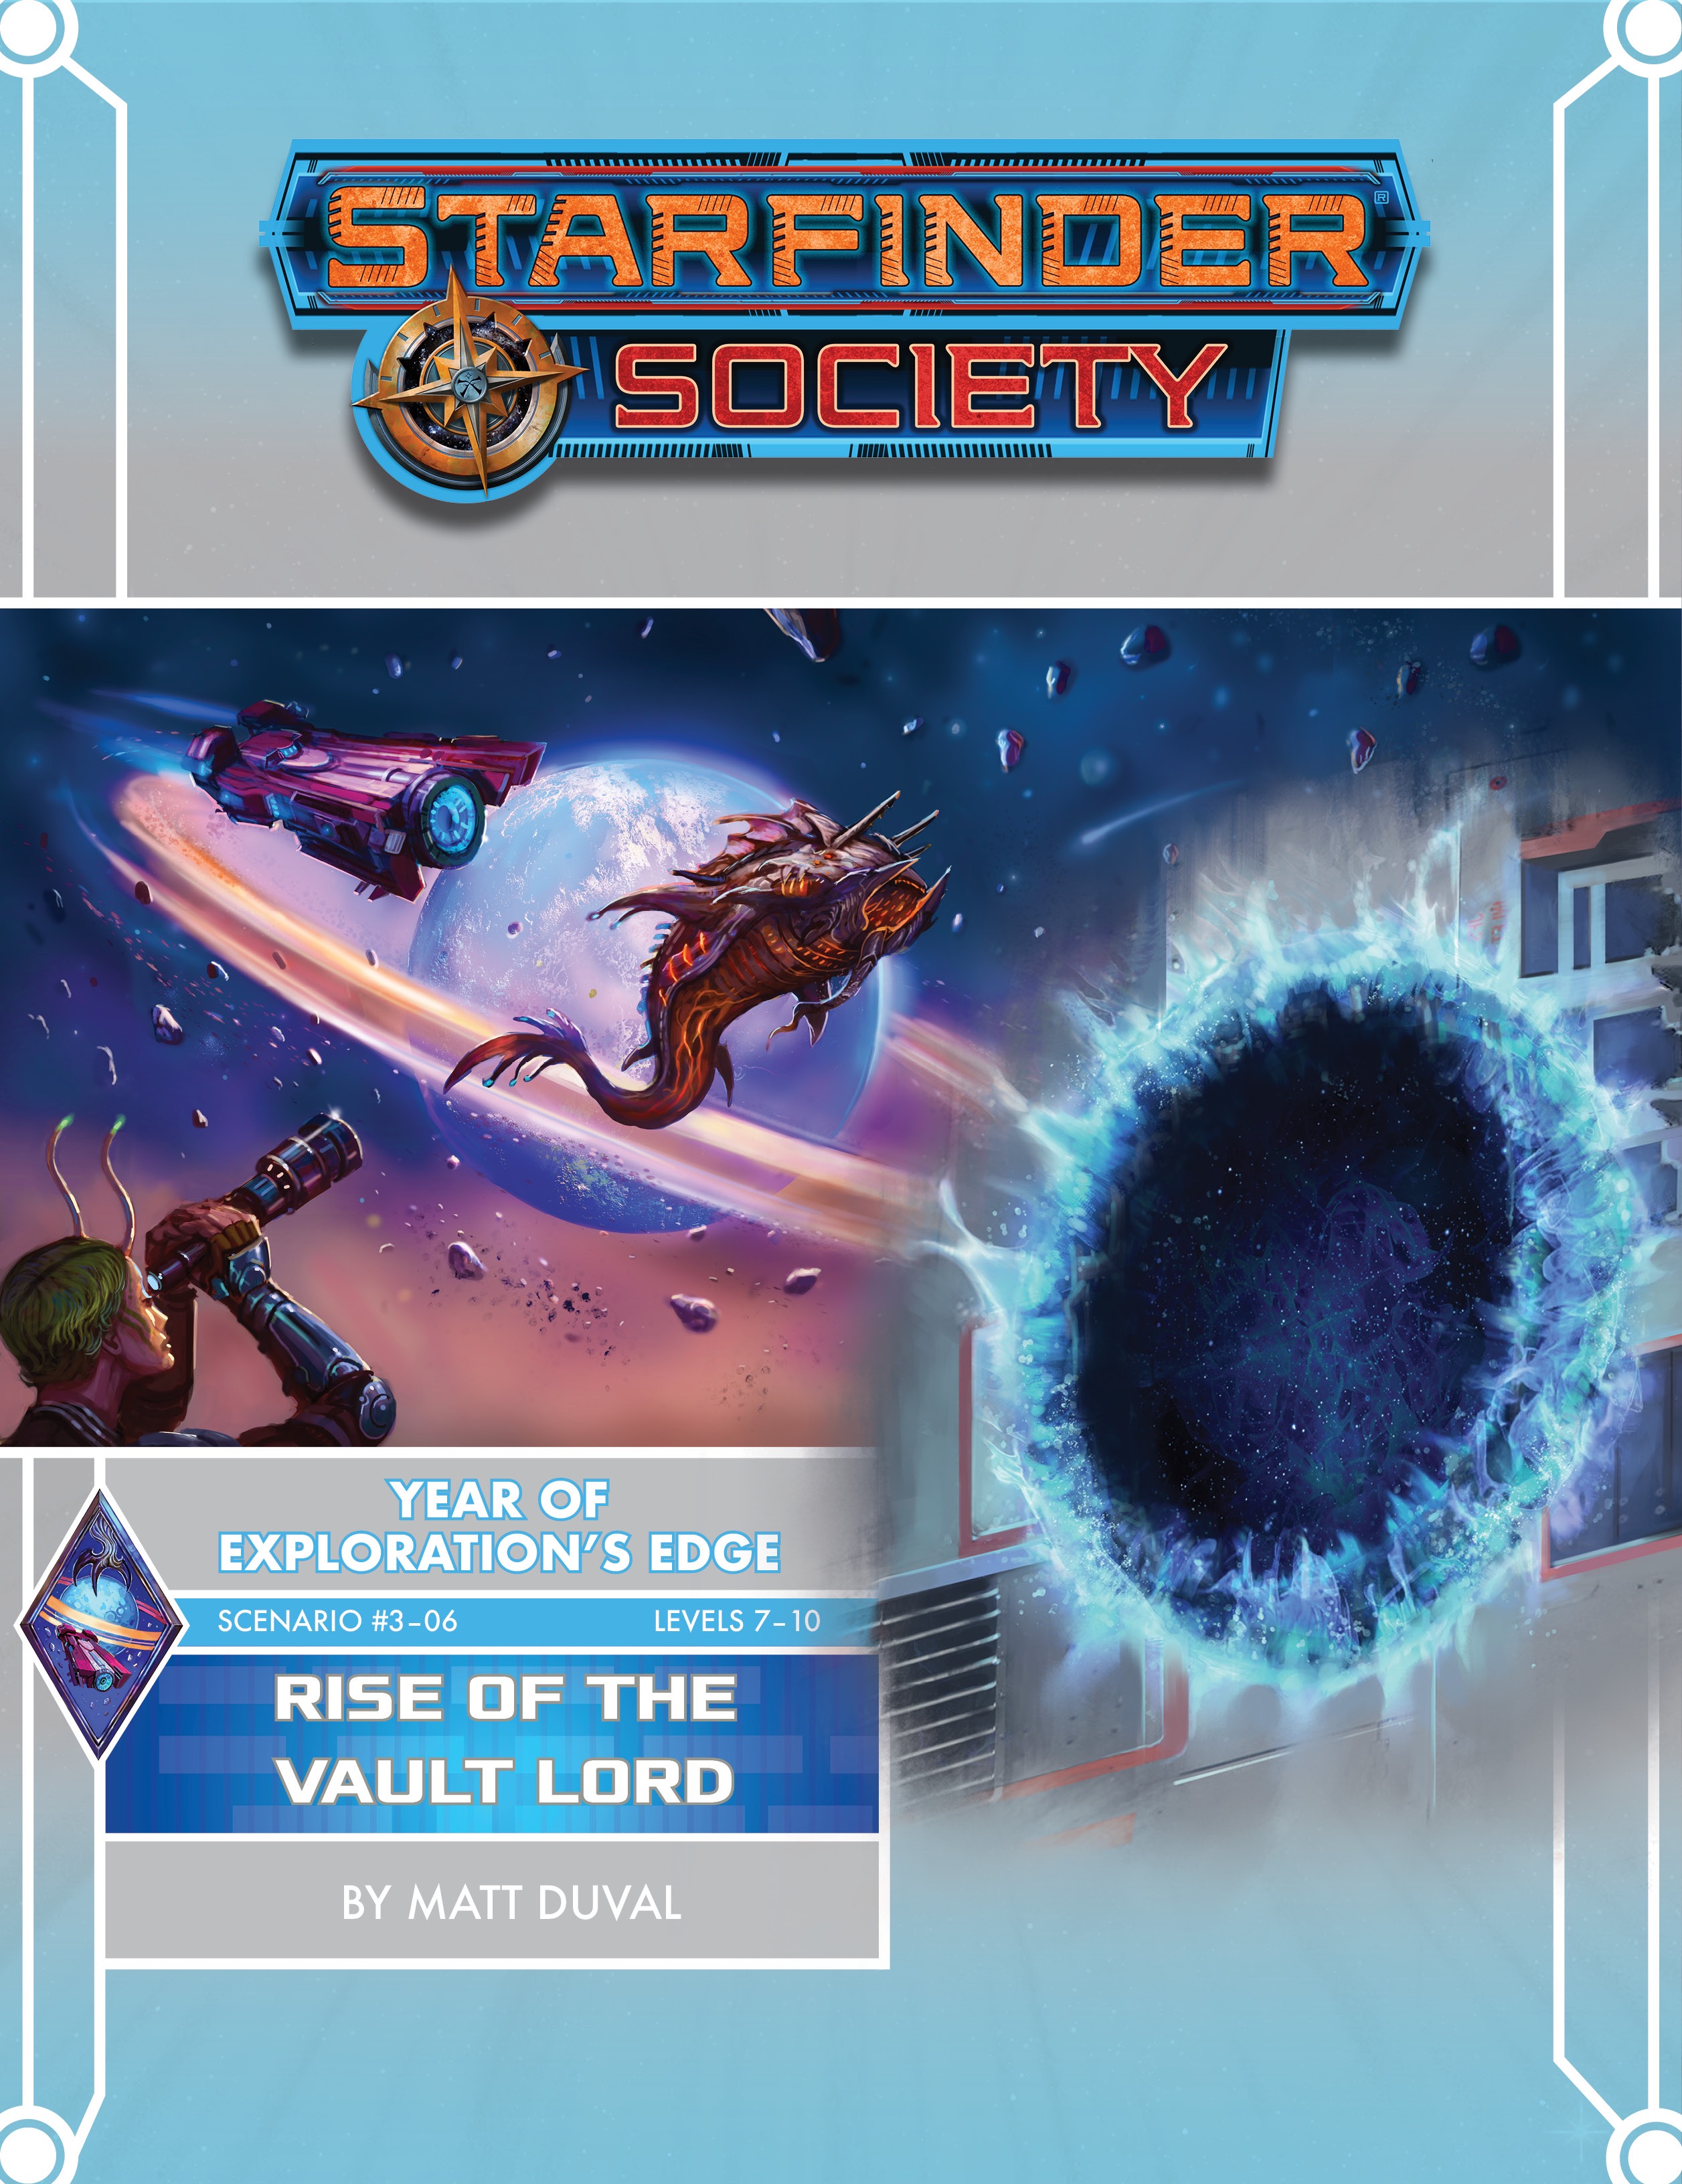 STARFINDER®
SOCIETY
YEAR OF
EXPLORATION'S EDGE
SCENARIO #3–06 LEVELS 7–10
RISE OF THE
VAULT LORD
BY MATT DUVAL